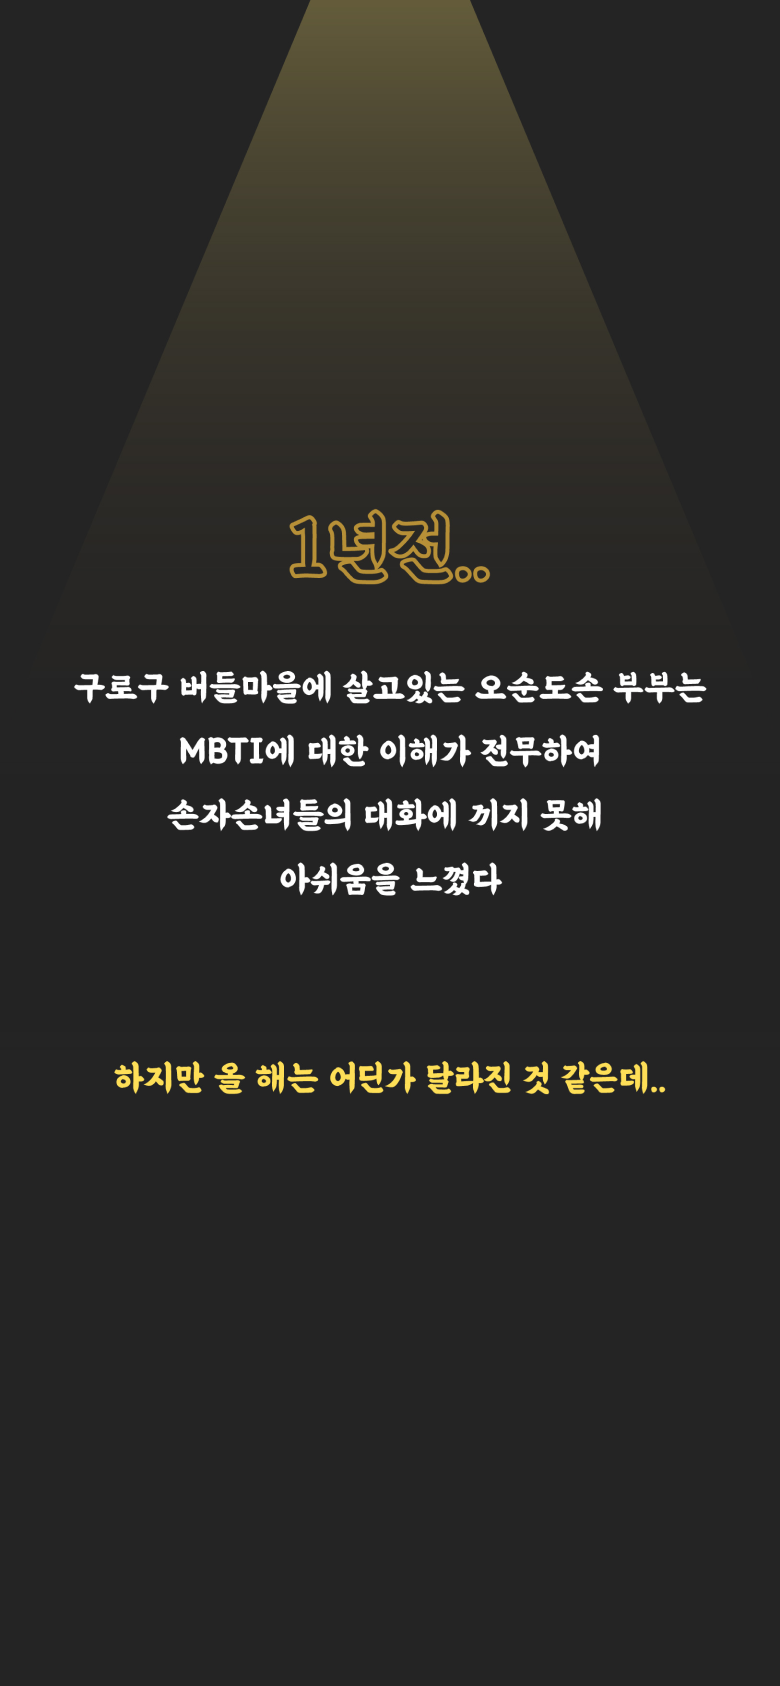 1년전..
구로구 버들마을에 살고있는 오순도손 부부는
MBTI에 대한 이해가 전무하여
손자손녀들의 대화에 끼지 못해
아쉬움을 느꼈다
하지만 올 해는 어딘가 달라진 것 같은데..